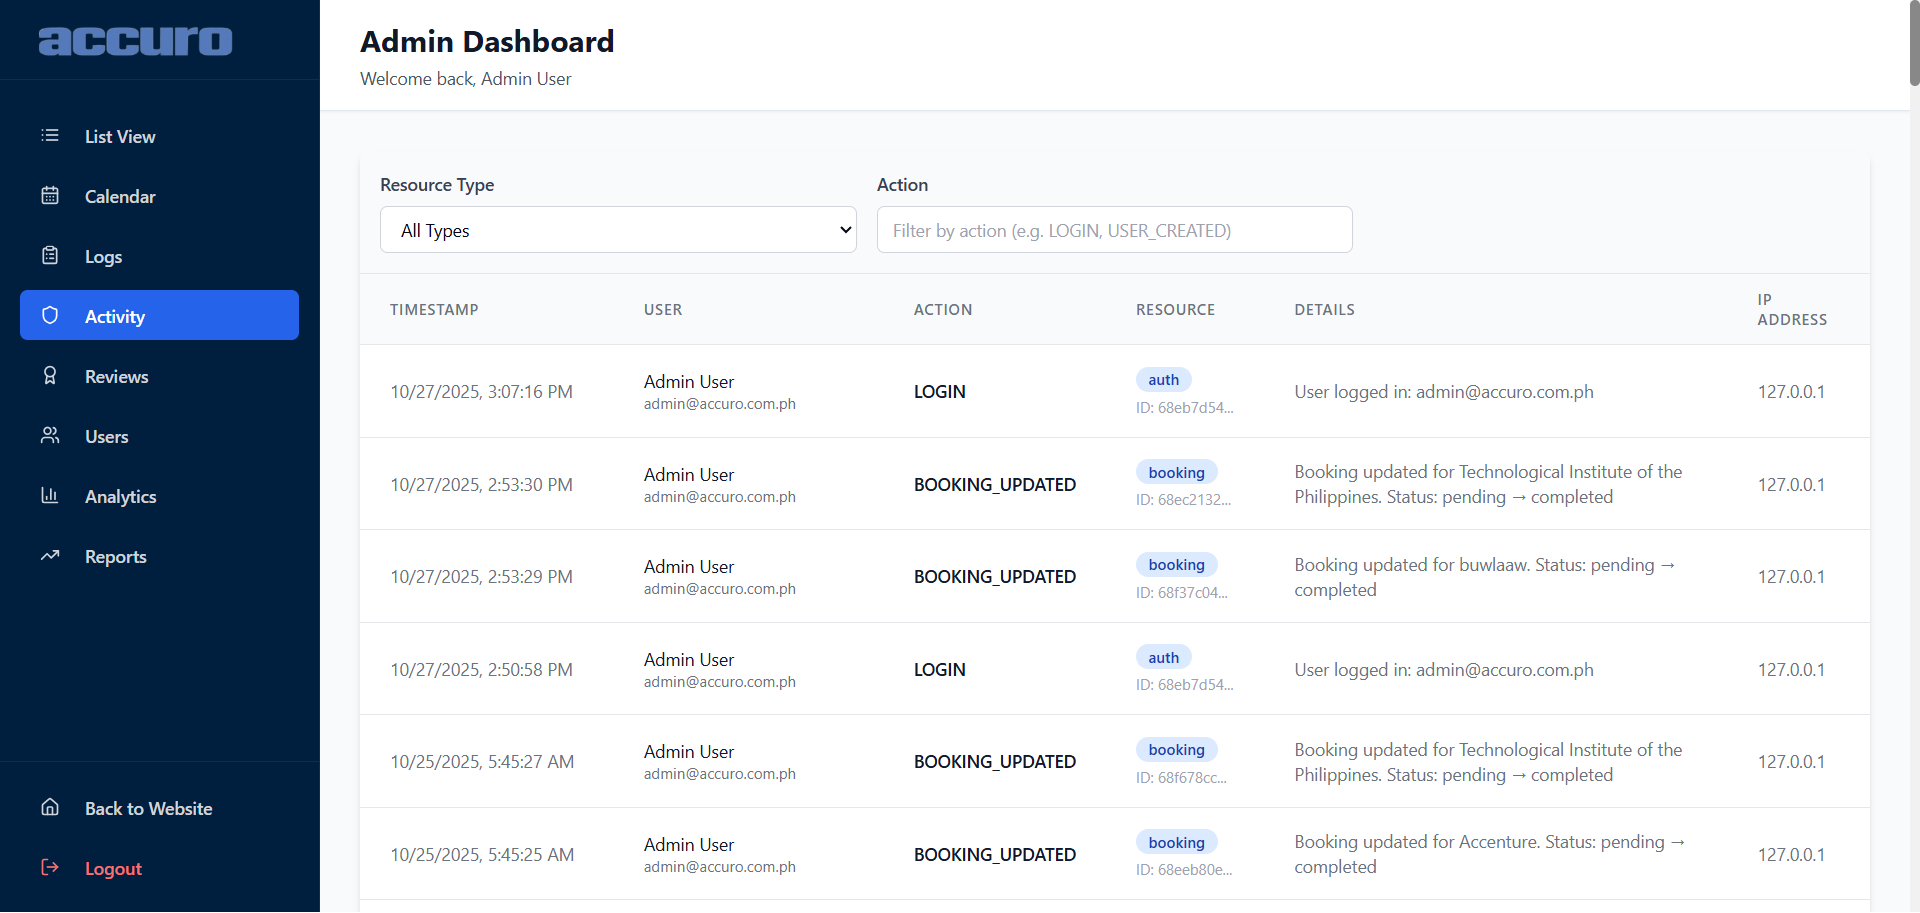 accuro
List View
Calendar
Logs
Activity
Reviews
Users
Analytics
Reports
Back to Website
Logout
Admin Dashboard
Welcome back, Admin User
Resource Type
All Types
Action
Filter by action (e.g. LOGIN, USER_CREATED)
TIMESTAMP USER ACTION RESOURCE DETAILS IP ADDRESS
10/27/2025, 3:07:16 PM
Admin User
admin@accuro.com.ph
LOGIN
auth
ID: 68eb7d54...
User logged in: admin@accuro.com.ph
127.0.0.1
10/27/2025, 2:53:30 PM
Admin User
admin@accuro.com.ph
BOOKING_UPDATED
booking
ID: 68ec2132...
Booking updated for Technological Institute of the
Philippines. Status: pending → completed
127.0.0.1
10/27/2025, 2:53:29 PM
Admin User
admin@accuro.com.ph
BOOKING_UPDATED
booking
ID: 68f37c04...
Booking updated for buwlaaw. Status: pending →
completed
127.0.0.1
10/27/2025, 2:50:58 PM
Admin User
admin@accuro.com.ph
LOGIN
auth
ID: 68eb7d54...
User logged in: admin@accuro.com.ph
127.0.0.1
10/25/2025, 5:45:27 AM
Admin User
admin@accuro.com.ph
BOOKING_UPDATED
booking
ID: 68f678cc...
Booking updated for Technological Institute of the
Philippines. Status: pending → completed
127.0.0.1
10/25/2025, 5:45:25 AM
Admin User
admin@accuro.com.ph
BOOKING_UPDATED
booking
ID: 68eeb80e...
Booking updated for Accenture. Status: pending →
completed
127.0.0.1